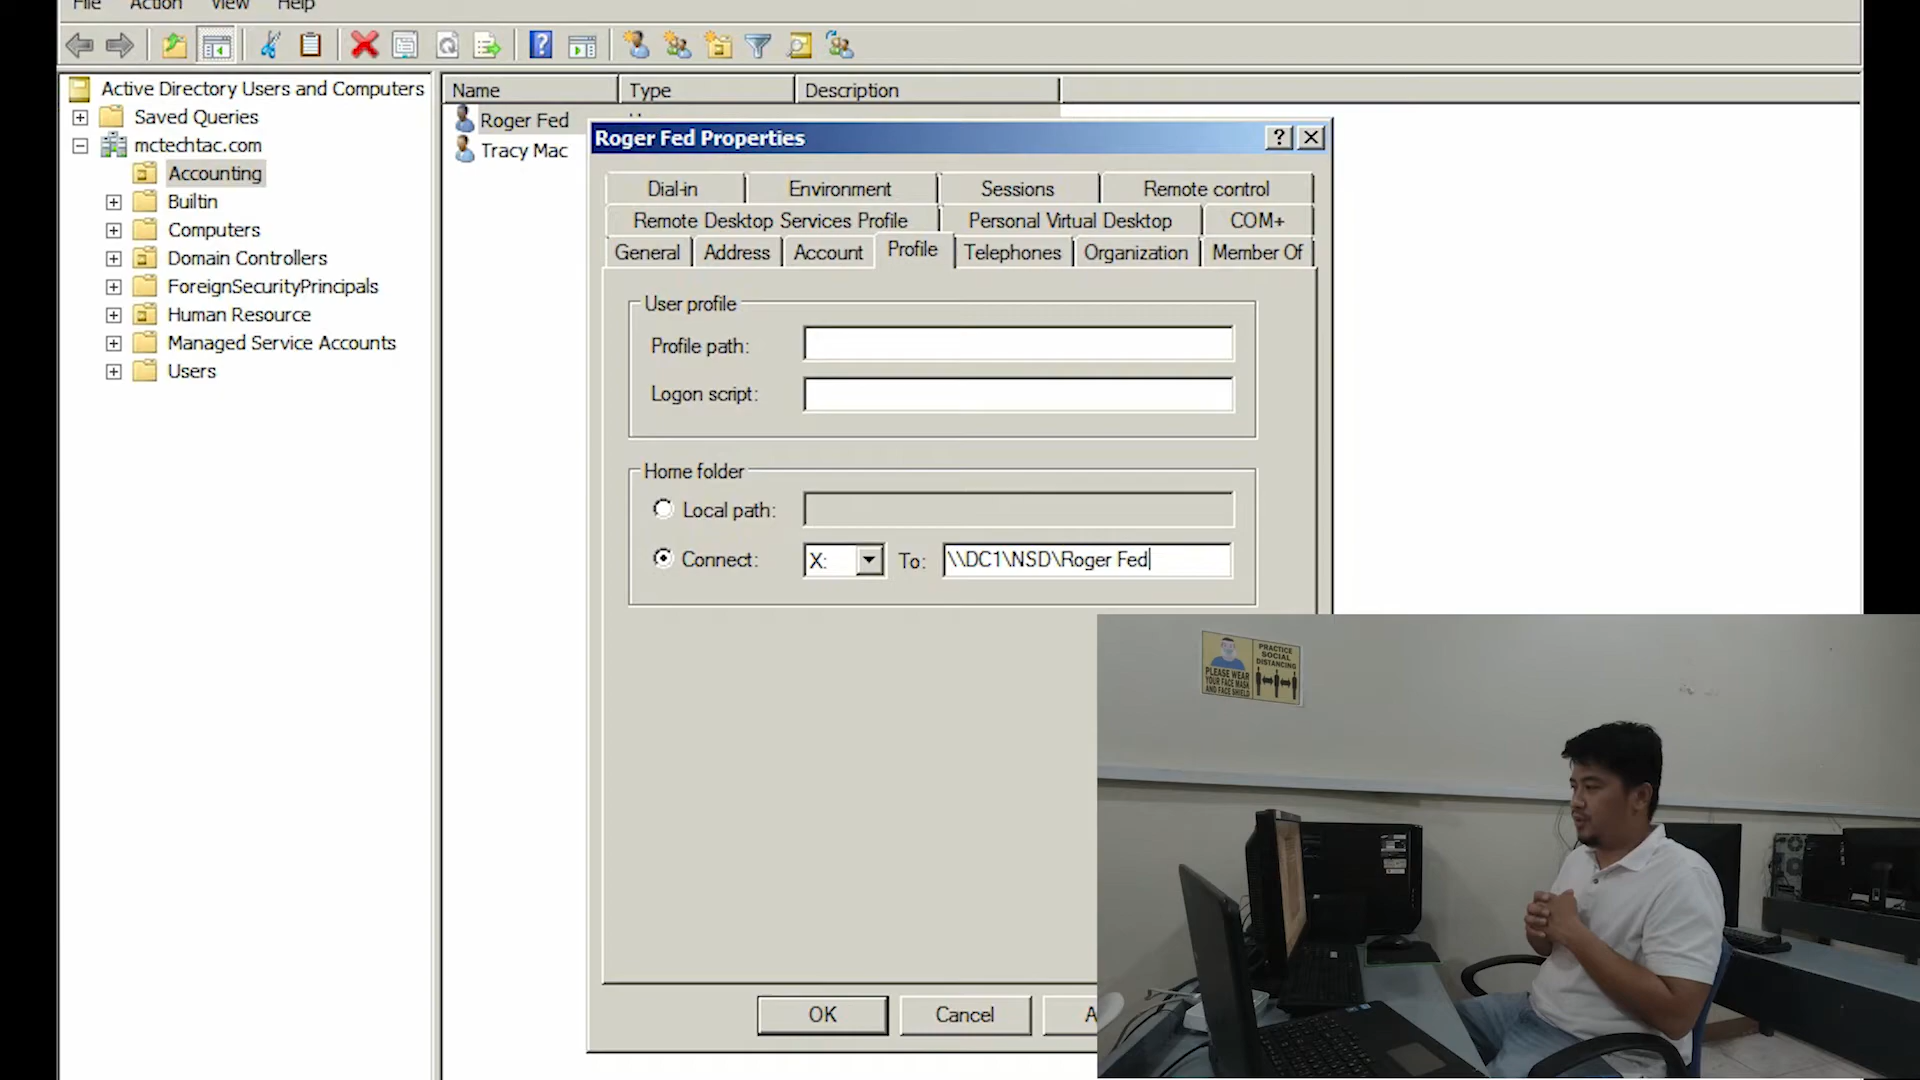 File Action View Help
Active Directory Users and Computers
Saved Queries
mctechtac.com
Accounting
Builtin
Computers
Domain Controllers
ForeignSecurityPrincipals
Human Resource
Managed Service Accounts
Users
Name Type Description
Roger Fed
Tracy Mac
Roger Fed Properties
Dial-in Environment Sessions Remote control
Remote Desktop Services Profile Personal Virtual Desktop COM+
General Address Account Profile Telephones Organization Member Of
User profile
Profile path:
Logon script:
Home folder
Local path:
Connect: X: To: \\DC1\NSD\Roger Fed
OK Cancel
PLEASE WEAR
YOUR FACE MASK
AND FACE SHIELD
PRACTICE
SOCIAL
DISTANCING